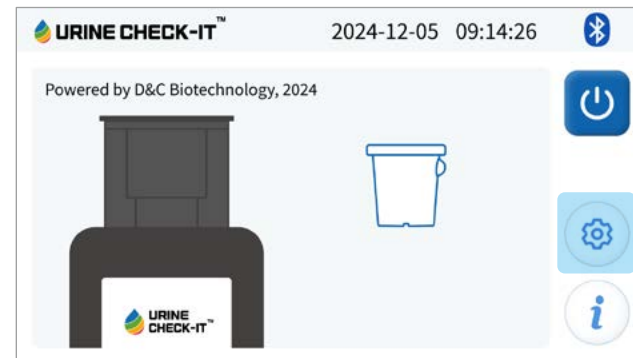 URINE CHECK-IT™ 2024-12-05 09:14:26
Powered by D&C Biotechnology, 2024
URINE
CHECK-IT™
i